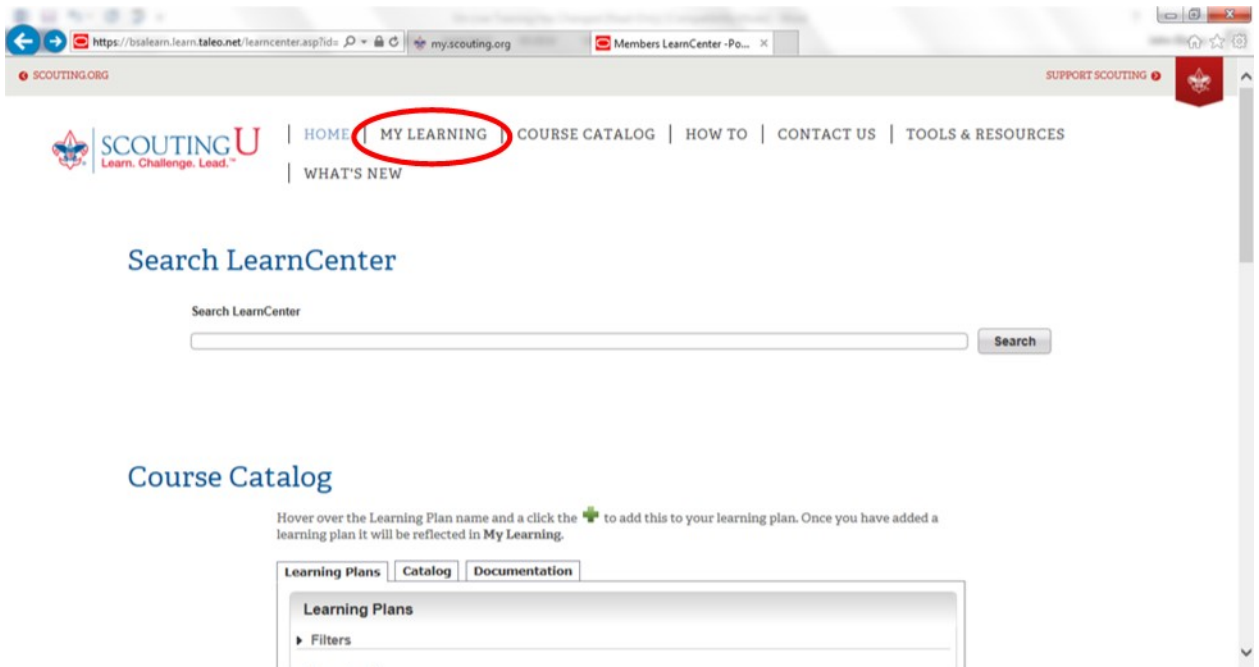 https://bsalearn.learn.taleo.net/learncenter.asp?id=
my.scouting.org
Members LearnCenter -Po...
SCOUTING.ORG
SUPPORT SCOUTING
SCOUTING U
Learn. Challenge. Lead.™
HOME | MY LEARNING | COURSE CATALOG | HOW TO | CONTACT US | TOOLS & RESOURCES
WHAT'S NEW
Search LearnCenter
Search LearnCenter
Search
Course Catalog
Hover over the Learning Plan name and a click the to add this to your learning plan. Once you have added a
learning plan it will be reflected in My Learning.
Learning Plans Catalog Documentation
Learning Plans
Filters